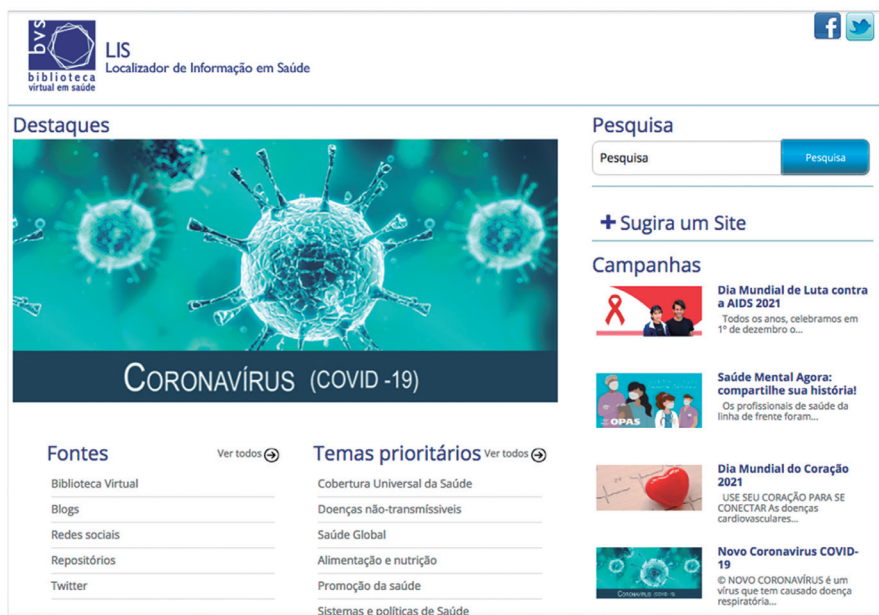 bvs
biblioteca
virtual em saúde
LIS
Localizador de Informação em Saúde
Destaques
CORONAVÍRUS (COVID -19)
Fontes
Ver todos
Biblioteca Virtual
Blogs
Redes sociais
Repositórios
Twitter
Temas prioritários
Ver todos
Cobertura Universal da Saúde
Doenças não-transmíssiveis
Saúde Global
Alimentação e nutrição
Promoção da saúde
Sistemas e políticas de Saúde
Pesquisa
Pesquisa
Pesquisa
+ Sugira um Site
Campanhas
Dia Mundial de Luta contra
a AIDS 2021
Todos os anos, celebramos em
1º de dezembro o...
OPAS
Saúde Mental Agora:
compartilhe sua história!
Os profissionais de saúde da
linha de frente foram...
Dia Mundial do Coração
2021
USE SEU CORAÇÃO PARA SE
CONECTAR As doenças
cardiovasculares...
CORONAVÍRUS (COVID -19)
Novo Coronavirus COVID-
19
© NOVO CORONAVÍRUS é um
vírus que tem causado doença
respiratória...